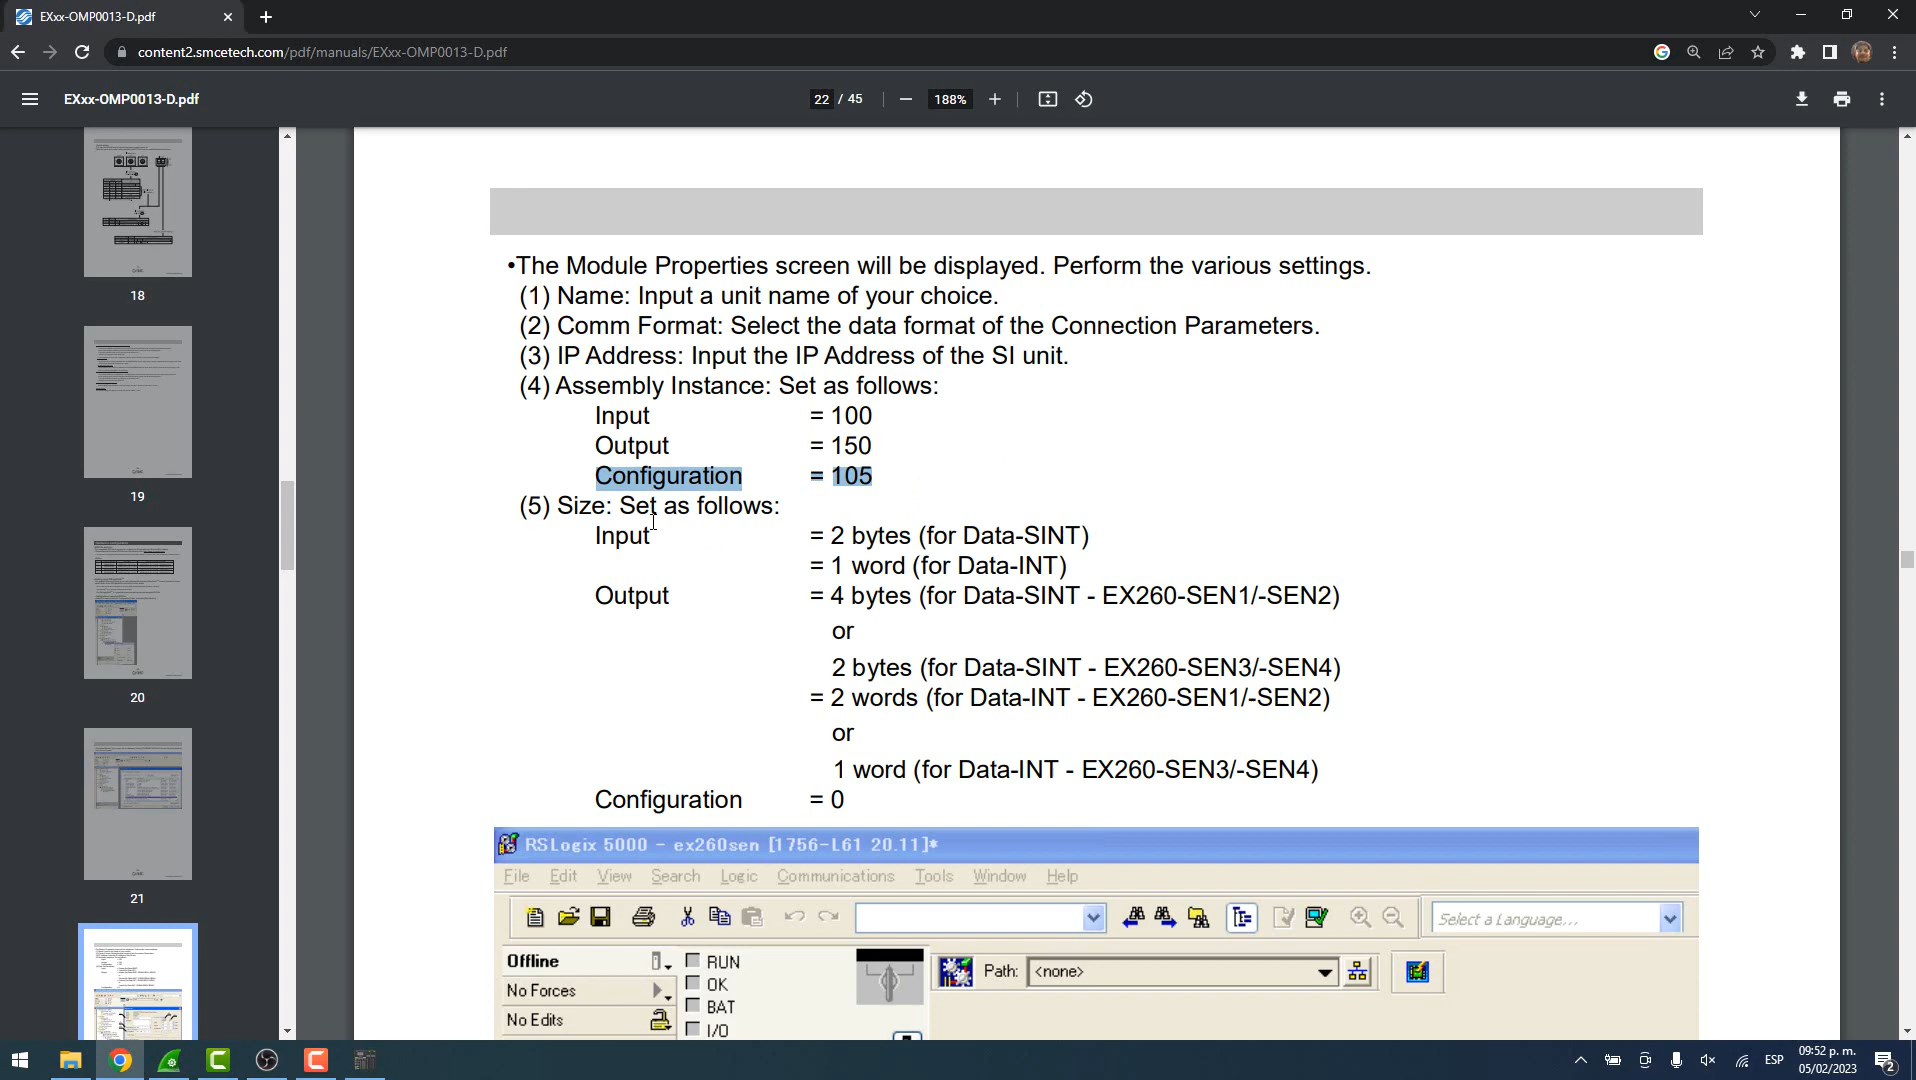 EXxx-OMP0013-D.pdf
content2.smcetech.com/pdf/manuals/EXxx-OMP0013-D.pdf
EXxx-OMP0013-D.pdf
22 / 45
188%
18
19
20
21
•The Module Properties screen will be displayed. Perform the various settings.
(1) Name: Input a unit name of your choice.
(2) Comm Format: Select the data format of the Connection Parameters.
(3) IP Address: Input the IP Address of the SI unit.
(4) Assembly Instance: Set as follows:
Input = 100
Output = 150
Configuration = 105
(5) Size: Set as follows:
Input = 2 bytes (for Data-SINT)
= 1 word (for Data-INT)
Output = 4 bytes (for Data-SINT - EX260-SEN1/-SEN2)
or
2 bytes (for Data-SINT - EX260-SEN3/-SEN4)
= 2 words (for Data-INT - EX260-SEN1/-SEN2)
or
1 word (for Data-INT - EX260-SEN3/-SEN4)
Configuration = 0
RSLogix 5000 - ex260sen [1756-L61 20.11]*
File Edit View Search Logic Communications Tools Window Help
Select a Language...
Offline
RUN
No Forces
OK
BAT
No Edits
I/O
Path: <none>
ESP
09:52 p. m.
05/02/2023
2